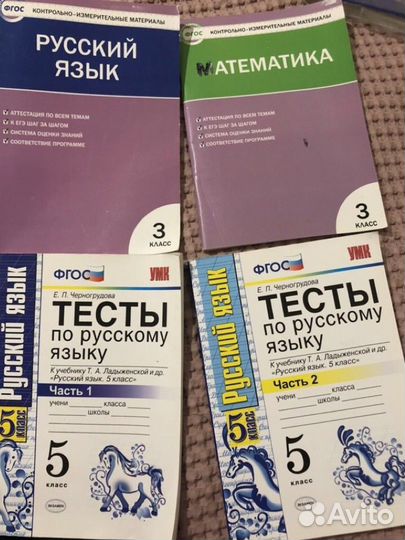 ФГОС
КОНТРОЛЬНО-ИЗМЕРИТЕЛЬНЫЕ МАТЕРИАЛЫ
РУССКИЙ
ЯЗЫК
АТТЕСТАЦИЯ ПО ВСЕМ ТЕМАМ
К ЕГЭ ШАГ ЗА ШАГОМ
СИСТЕМА ОЦЕНКИ ЗНАНИЙ
СООТВЕТСТВИЕ ПРОГРАММЕ
3
КЛАСС
ФГОС
КОНТРОЛЬНО-ИЗМЕРИТЕЛЬНЫЕ МАТЕРИАЛЫ
МАТЕМАТИКА
АТТЕСТАЦИЯ ПО ВСЕМ ТЕМАМ
К ЕГЭ ШАГ ЗА ШАГОМ
СИСТЕМА ОЦЕНКИ ЗНАНИЙ
СООТВЕТСТВИЕ ПРОГРАММЕ
3
КЛАСС
Русский язык
5
класс
ФГОС
УМК
Е. П. Черногрудова
ТЕСТЫ
по русскому
языку
К учебнику Т. А. Ладыженской и др.
«Русский язык. 5 класс»
Часть 1
учени класса
школы
5
класс
ЭКЗАМЕН
Русский язык
5
класс
ФГОС
УМК
Е. П. Черногрудова
ТЕСТЫ
по русскому
языку
К учебнику Т. А. Ладыженской и др.
«Русский язык. 5 класс»
Часть 2
учени класса
школы
5
класс
ЭКЗАМЕН
Avito